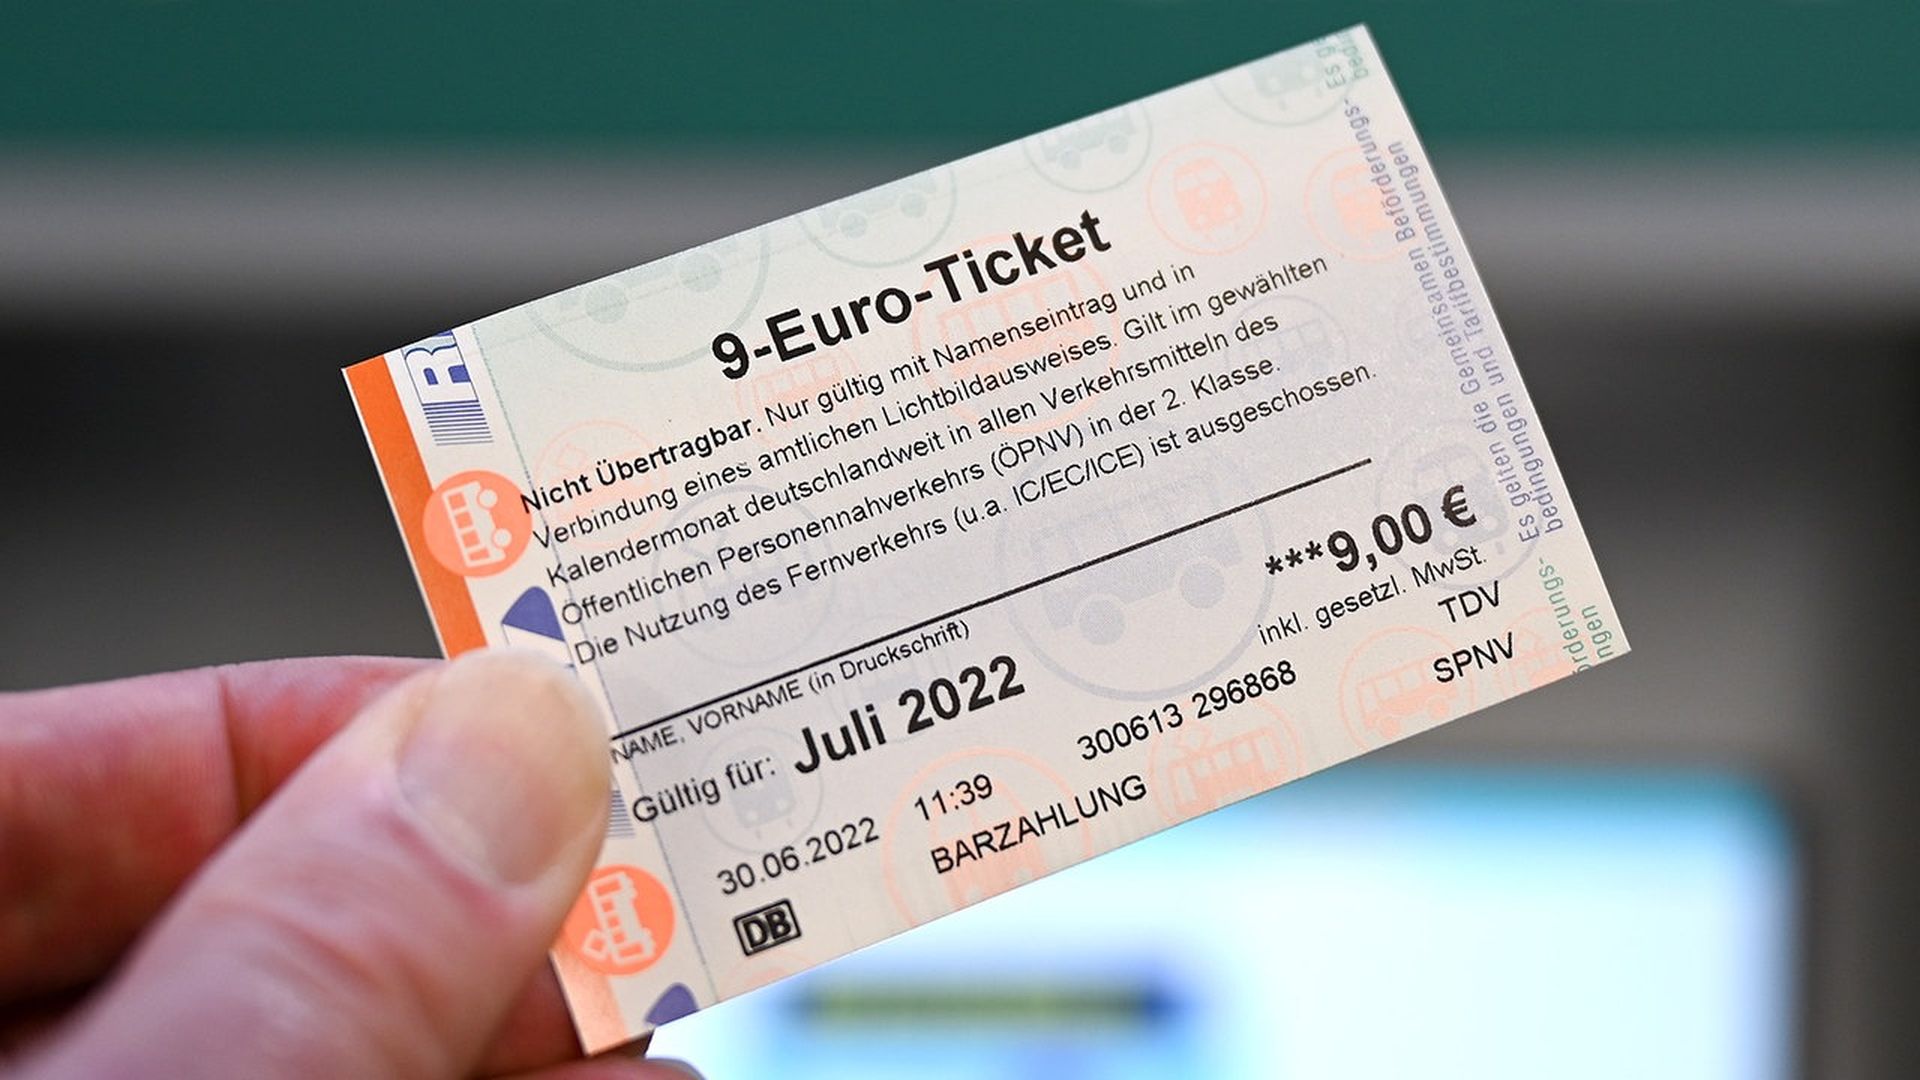 9-Euro-Ticket
Nicht Übertragbar. Nur gültig mit Namenseintrag und in
Verbindung eines amtlichen Lichtbildausweises. Gilt im gewählten
Kalendermonat deutschlandweit in allen Verkehrsmitteln des
Öffentlichen Personennahverkehrs (ÖPNV) in der 2. Klasse.
Die Nutzung des Fernverkehrs (u.a. IC/EC/ICE) ist ausgeschossen.
***9,00 €
inkl. gesetzl. MwSt.
NAME, VORNAME (in Druckschrift)
Gültig für: Juli 2022
TDV
300613 296868
SPNV
30.06.2022 11:39
BARZAHLUNG
DB
Es gelten die Gemeinsamen Beförderungs-
bedingungen und Tarifbestimmungen